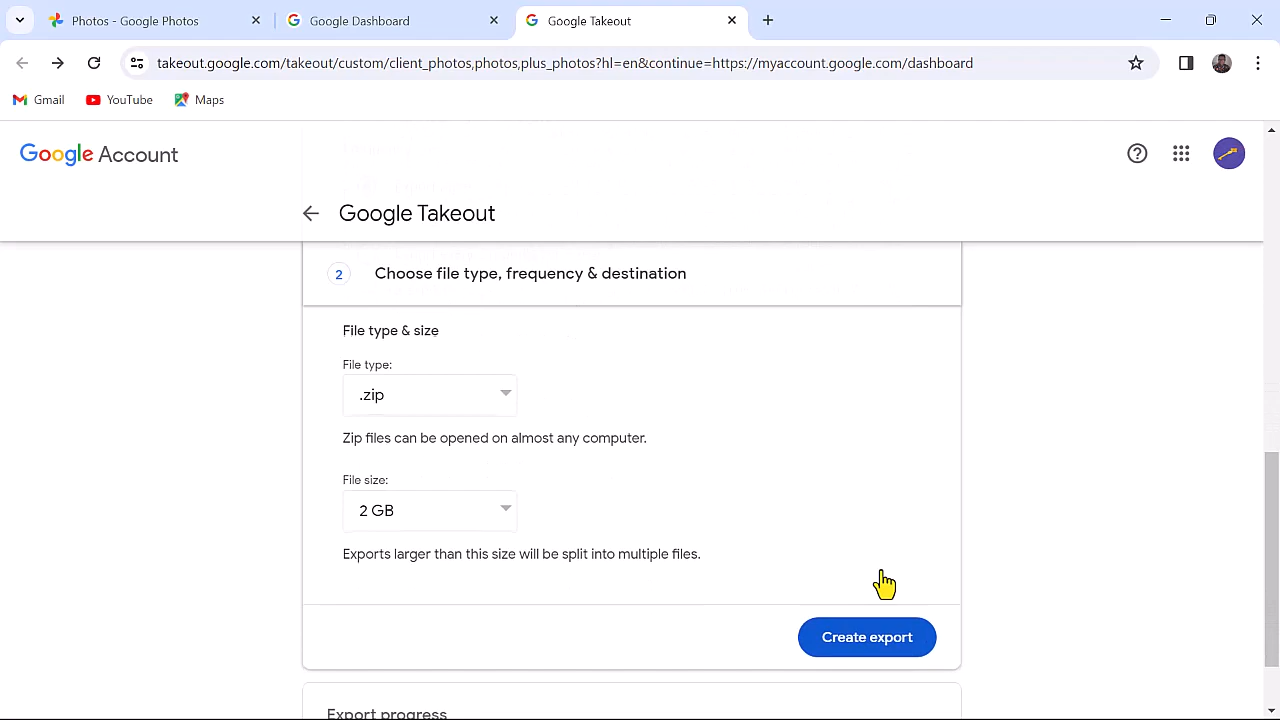 Photos - Google Photos
Google Dashboard
Google Takeout
takeout.google.com/takeout/custom/client_photos,photos,plus_photos?hl=en&continue=https://myaccount.google.com/dashboard
Gmail
YouTube
Maps
Google Account
Google Takeout
2
Choose file type, frequency & destination
File type & size
File type:
.zip
Zip files can be opened on almost any computer.
File size:
2 GB
Exports larger than this size will be split into multiple files.
Create export
Export progress